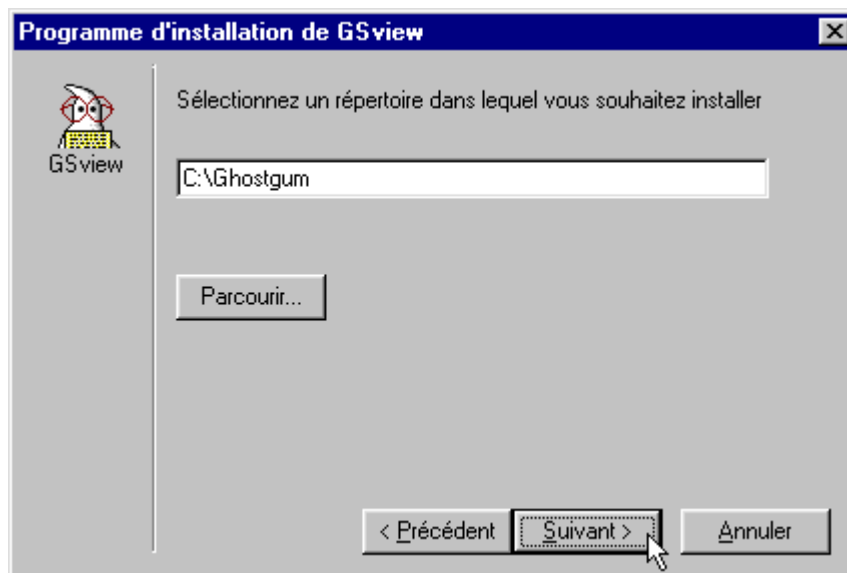 Programme d'installation de GSview
GSview
Sélectionnez un répertoire dans lequel vous souhaitez installer
C:\Ghostgum
Parcourir...
< Précédent
Suivant >
Annuler